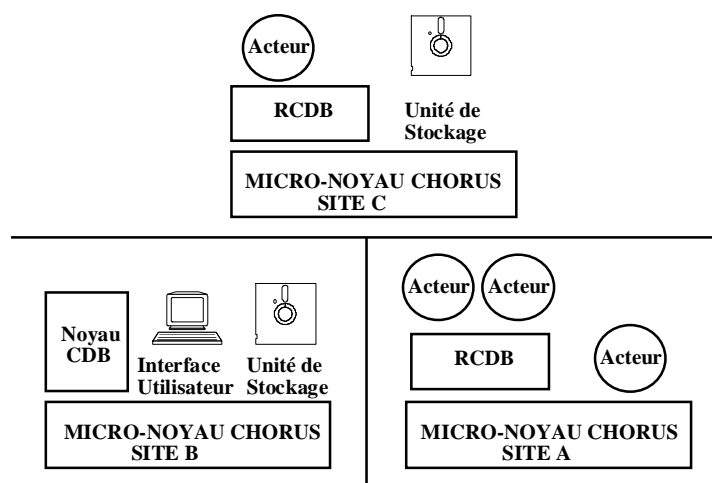 Acteur
RCDB
Unité de
Stockage
MICRO-NOYAU CHORUS
SITE C
Noyau
CDB
Interface
Utilisateur
Unité de
Stockage
MICRO-NOYAU CHORUS
SITE B
Acteur
Acteur
RCDB
Acteur
MICRO-NOYAU CHORUS
SITE A